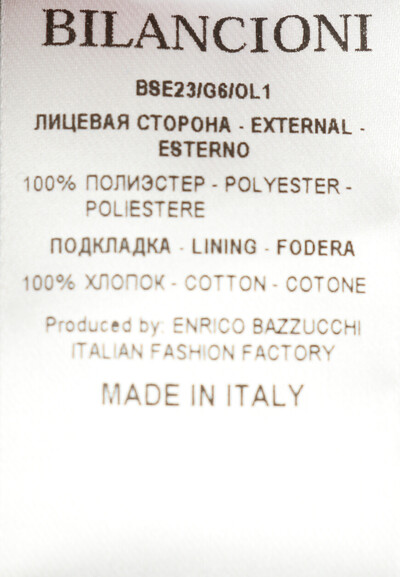 BILANCIONI
BSE23/G6/OL1
ЛИЦЕВАЯ СТОРОНА - EXTERNAL -
ESTERNO
100% ПОЛИЭСТЕР - POLYESTER -
POLIESTERE
ПОДКЛАДКА - LINING - FODERA
100% ХЛОПОК - COTTON - COTONE
Produced by: ENRICO BAZZUCCHI
ITALIAN FASHION FACTORY
MADE IN ITALY